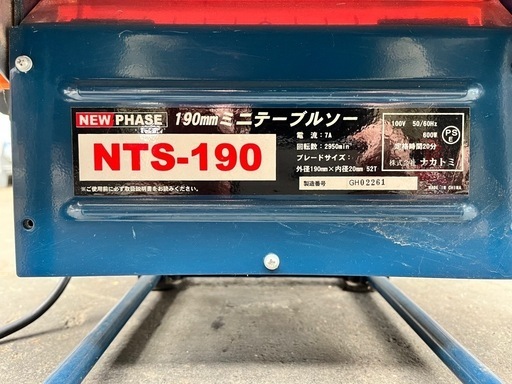 NEW PHASE 190mmミニテーブルソー
NTS-190
※ご使用前に必ず取扱説明書をお読みください。
電 流:7A
回転数:2950min
ブレードサイズ:
外径190mm×内径20mm 52T
製造番号 GH02261
100V 50/60Hz
600W
定格時間20分
PSE
株式会社 ナカトミ
MADE IN CHINA